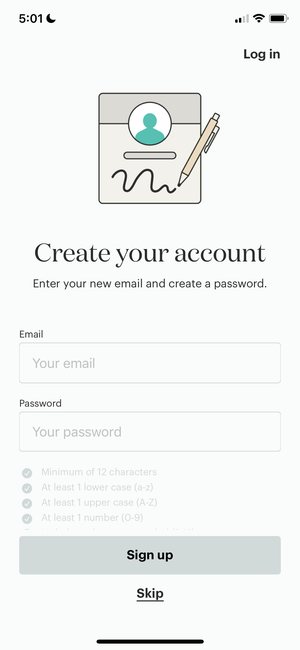 5:01
Log in
Create your account
Enter your new email and create a password.
Email
Your email
Password
Your password
Minimum of 12 characters
At least 1 lower case (a-z)
At least 1 upper case (A-Z)
At least 1 number (0-9)
Sign up
Skip